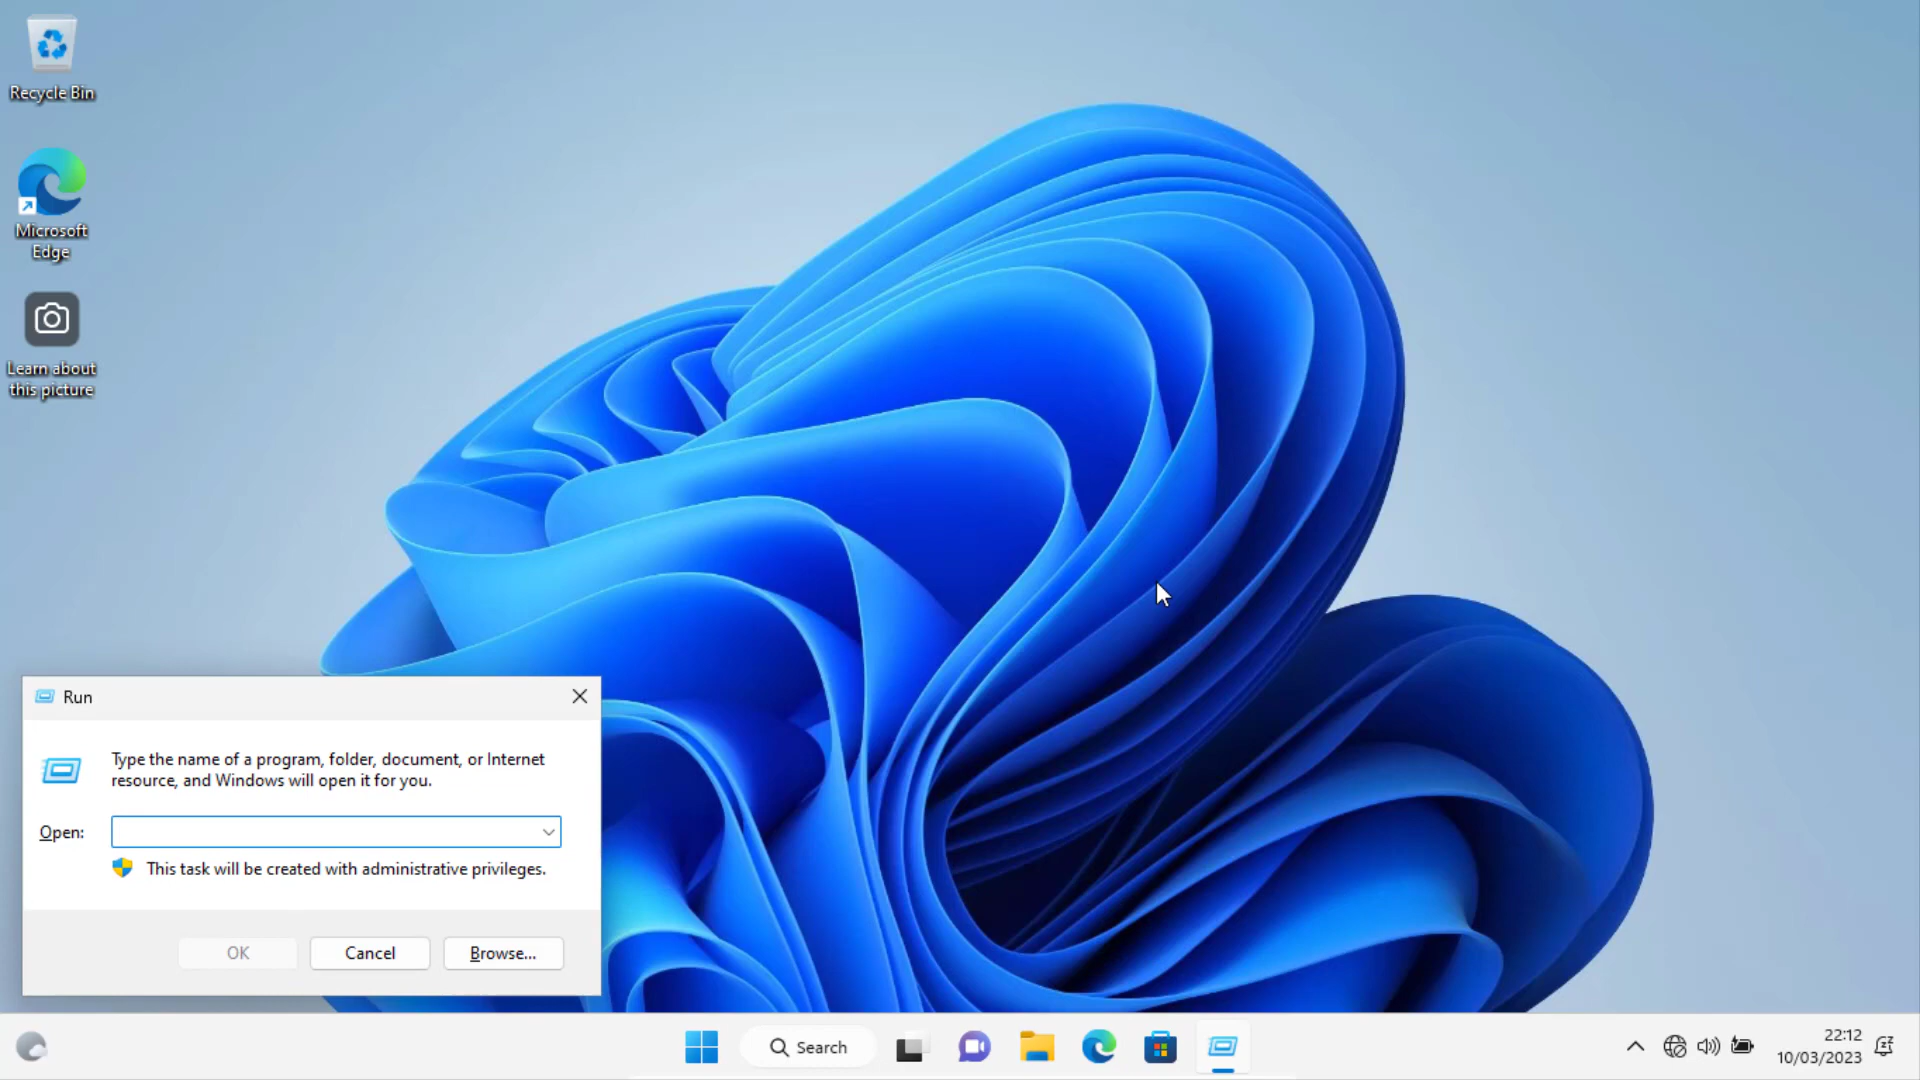 Recycle Bin
Microsoft
Edge
Learn about
this picture
Run
Type the name of a program, folder, document, or Internet
resource, and Windows will open it for you.
Open:
This task will be created with administrative privileges.
OK
Cancel
Browse...
Search
22:12
10/03/2023